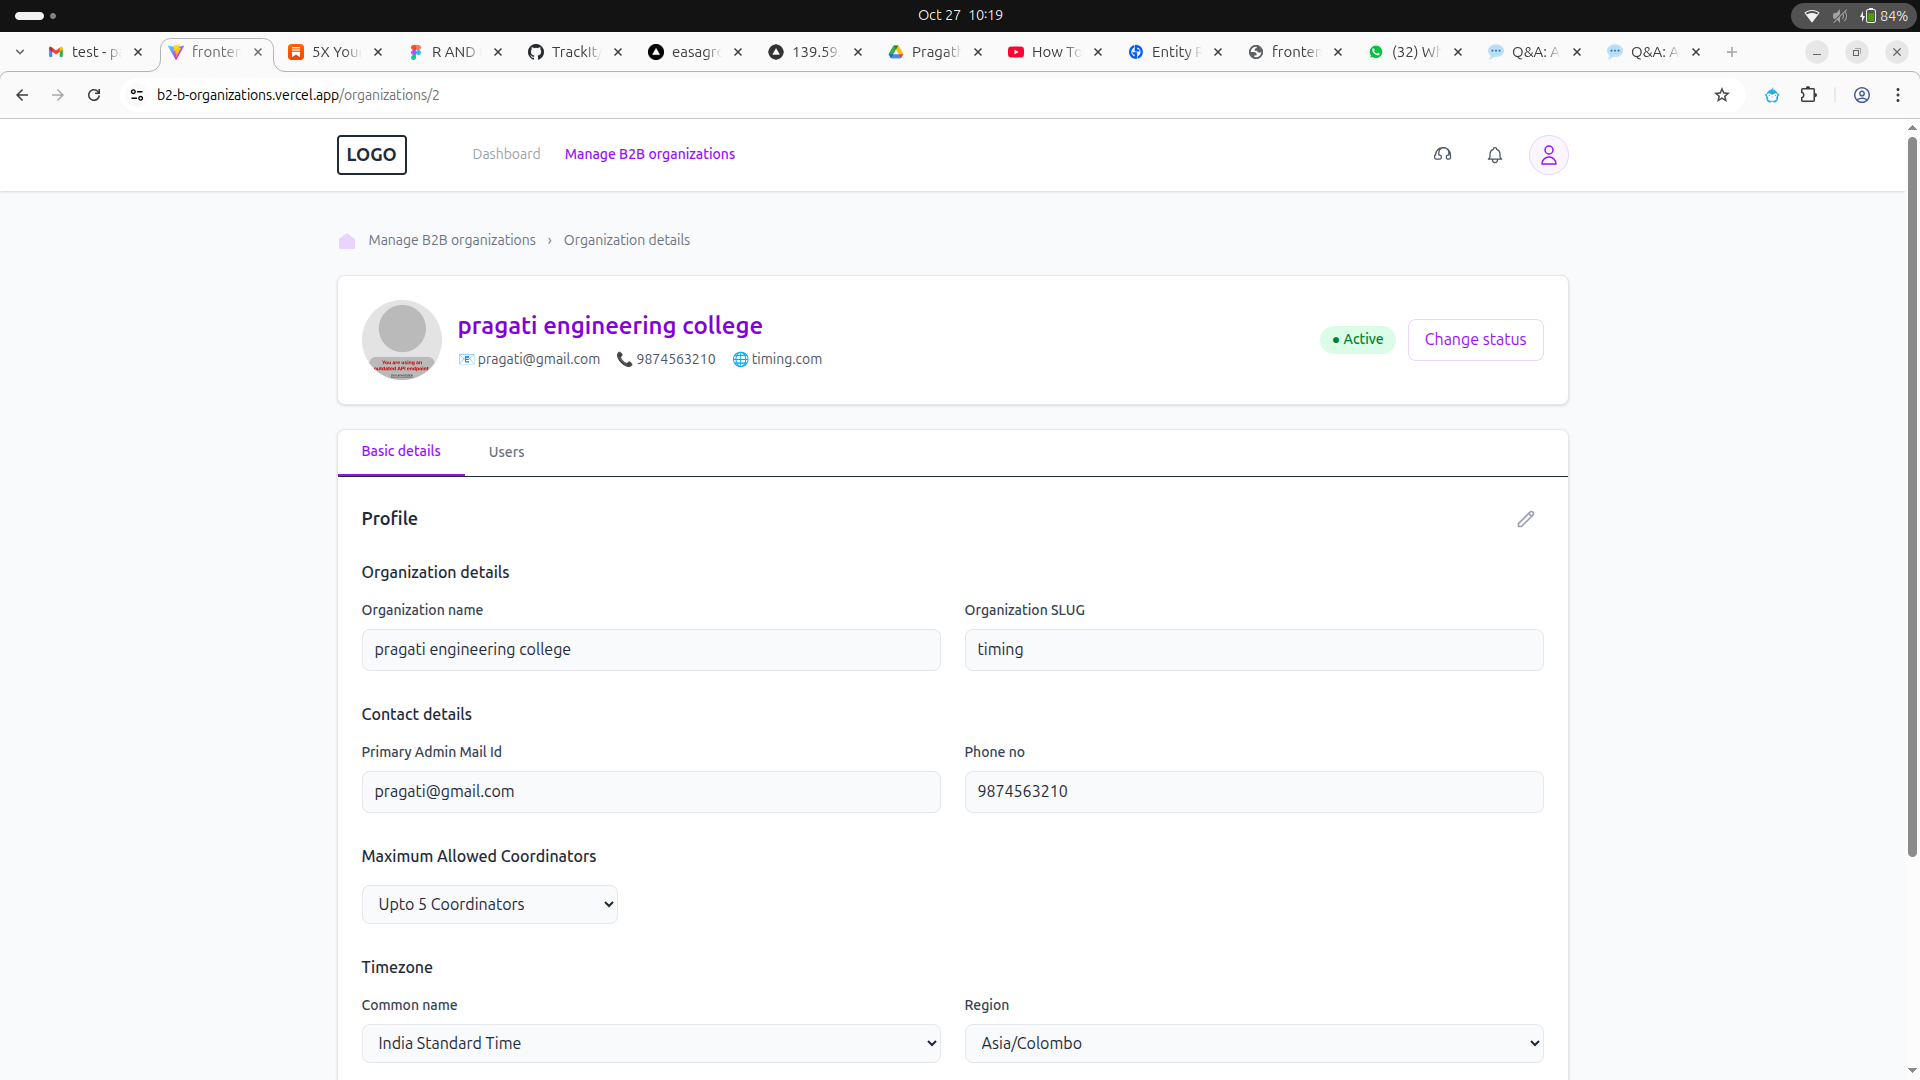 Oct 27 10:19
84%
test - p
fronter
5X You
R AND
TrackIt
easagro
139.59
Pragath
How To
Entity
fronter
(32) W
Q&A: A
Q&A: A
b2-b-organizations.vercel.app/organizations/2
LOGO
Dashboard
Manage B2B organizations
Manage B2B organizations › Organization details
pragati engineering college
pragati@gmail.com
9874563210
timing.com
You are using an
outdated API endpoint
• Active
Change status
Basic details
Users
Profile
Organization details
Organization name
Organization SLUG
pragati engineering college
timing
Contact details
Primary Admin Mail Id
Phone no
pragati@gmail.com
9874563210
Maximum Allowed Coordinators
Upto 5 Coordinators
Timezone
Common name
Region
India Standard Time
Asia/Colombo